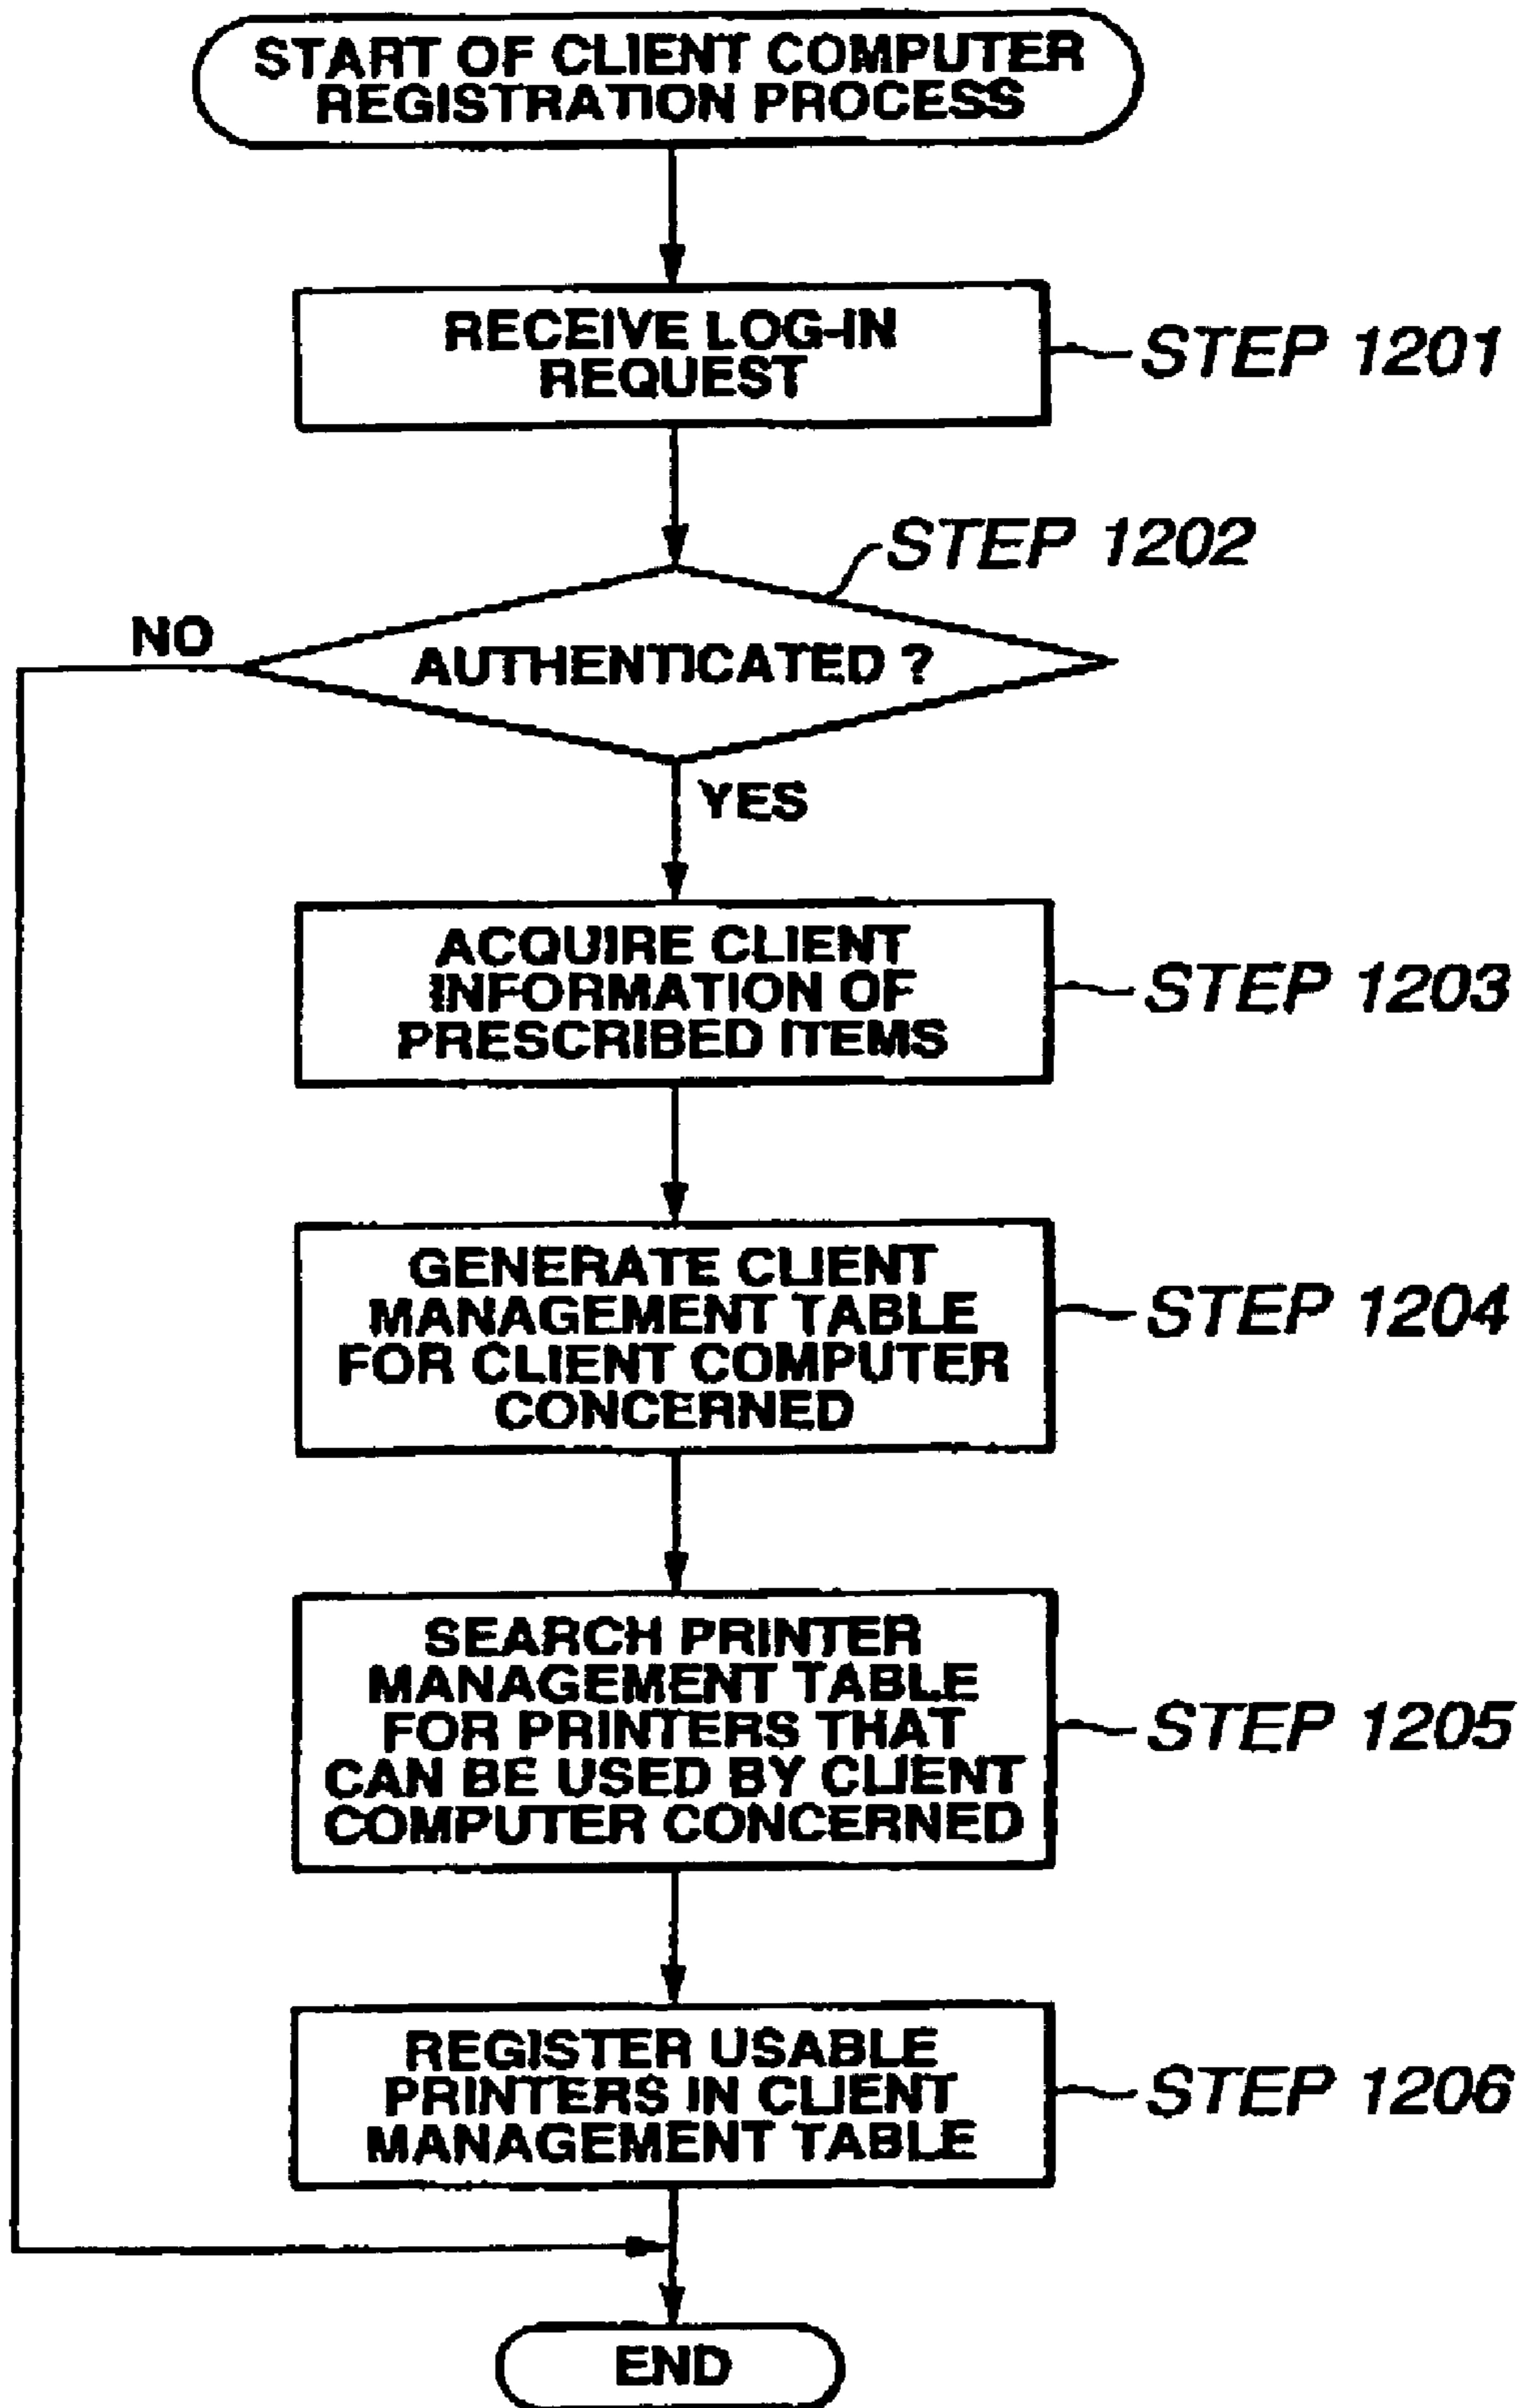 START OF CLIENT COMPUTER
REGISTRATION PROCESS
RECEIVE LOG-IN
REQUEST
STEP 1201
STEP 1202
NO
AUTHENTICATED ?
YES
ACQUIRE CLIENT
INFORMATION OF
PRESCRIBED ITEMS
STEP 1203
GENERATE CLIENT
MANAGEMENT TABLE
FOR CLIENT COMPUTER
CONCERNED
STEP 1204
SEARCH PRINTER
MANAGEMENT TABLE
FOR PRINTERS THAT
CAN BE USED BY CLIENT
COMPUTER CONCERNED
STEP 1205
REGISTER USABLE
PRINTERS IN CLIENT
MANAGEMENT TABLE
STEP 1206
END